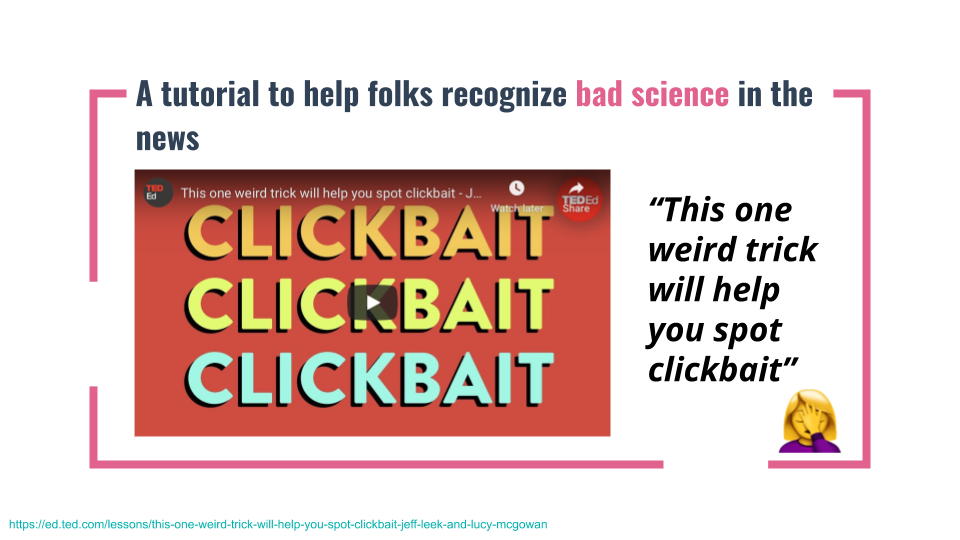 A tutorial to help folks recognize bad science in the
news
TED
Ed
This one weird trick will help you spot clickbait - J...
Watch later
Share
TEDEd
CLICKBAIT
CLICKBAIT
CLICKBAIT
“This one
weird trick
will help
you spot
clickbait”
https://ed.ted.com/lessons/this-one-weird-trick-will-help-you-spot-clickbait-jeff-leek-and-lucy-mcgowan